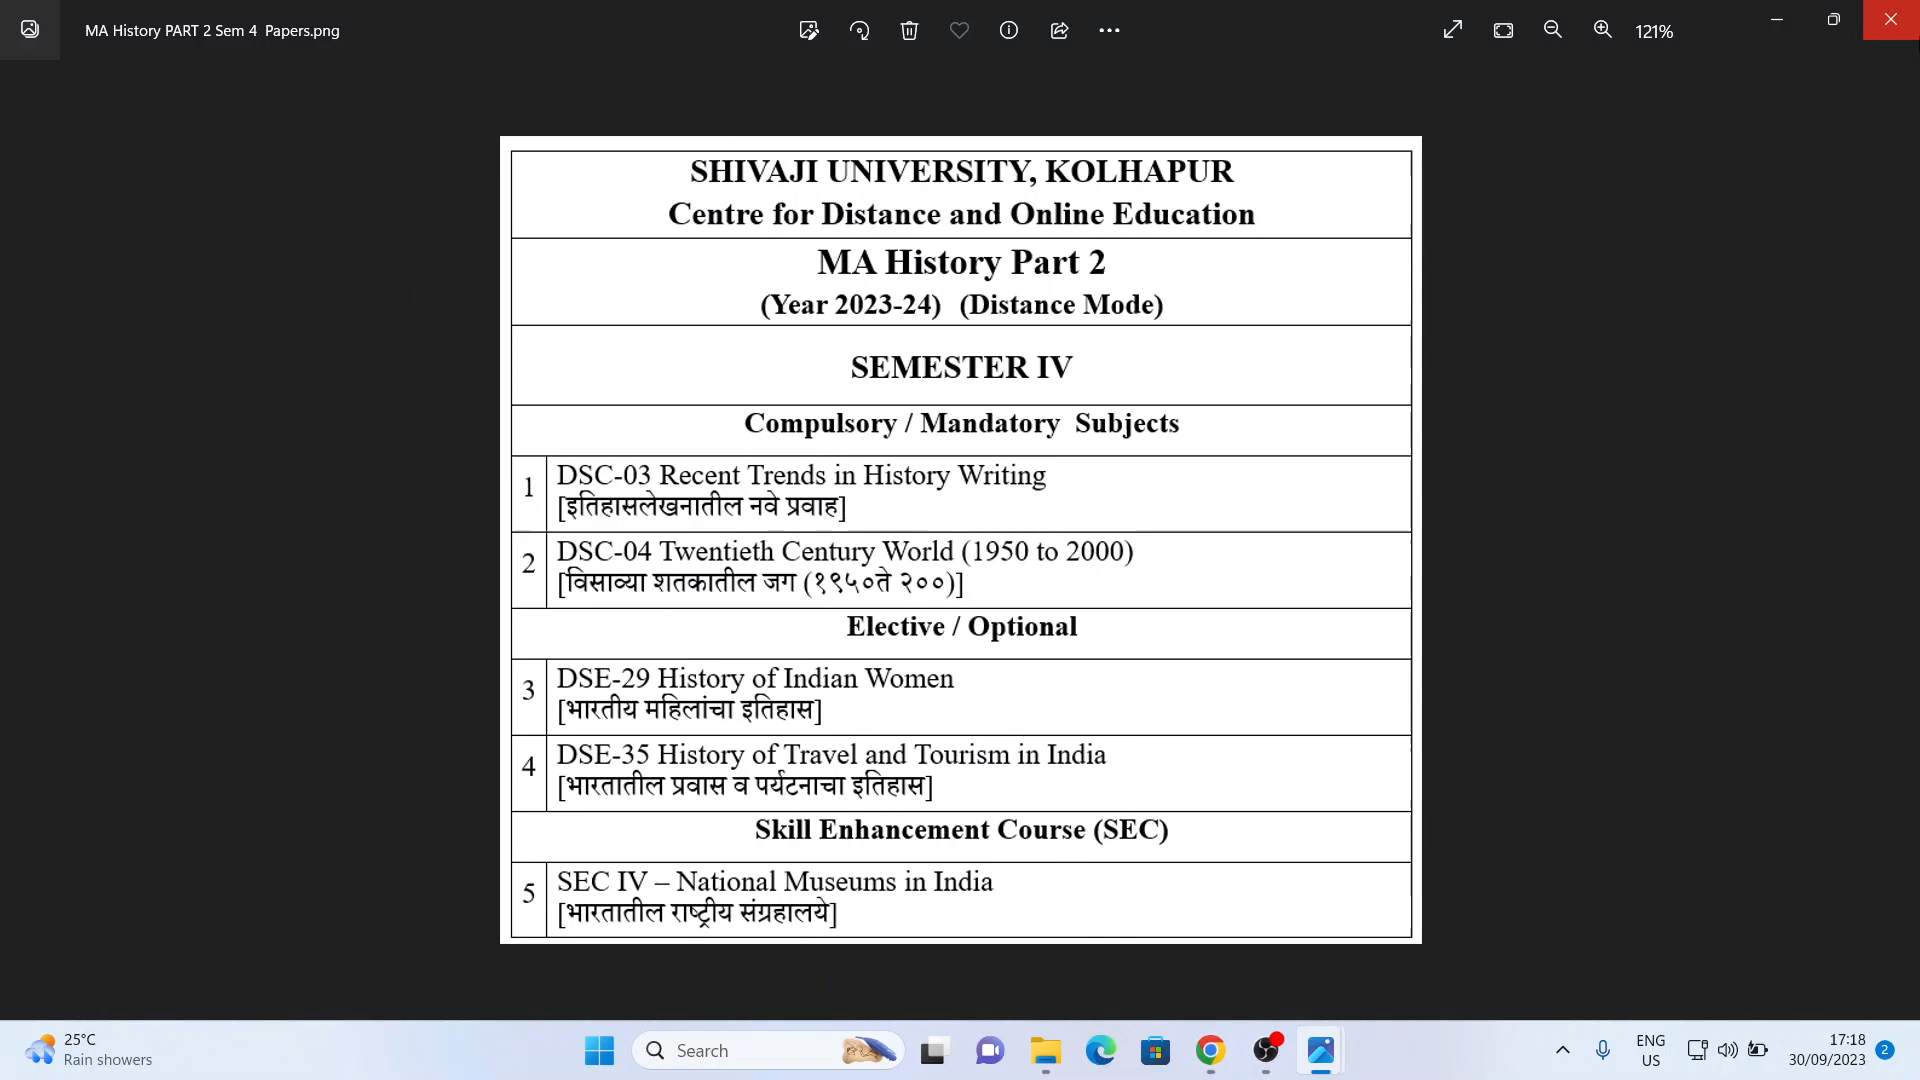 MA History PART 2 Sem 4  Papers.png
121%
SHIVAJI UNIVERSITY, KOLHAPUR
Centre for Distance and Online Education
MA History Part 2
(Year 2023-24)  (Distance Mode)
SEMESTER IV
Compulsory / Mandatory  Subjects
1 DSC-03 Recent Trends in History Writing
[इतिहासलेखनातील नवे प्रवाह]
2 DSC-04 Twentieth Century World (1950 to 2000)
[विसाव्या शतकातील जग (१९५०ते २००)]
Elective / Optional
3 DSE-29 History of Indian Women
[भारतीय महिलांचा इतिहास]
4 DSE-35 History of Travel and Tourism in India
[भारतातील प्रवास व पर्यटनाचा इतिहास]
Skill Enhancement Course (SEC)
5 SEC IV – National Museums in India
[भारतातील राष्ट्रीय संग्रहालये]
25°C
Rain showers
Search
ENG
US
17:18
30/09/2023
2